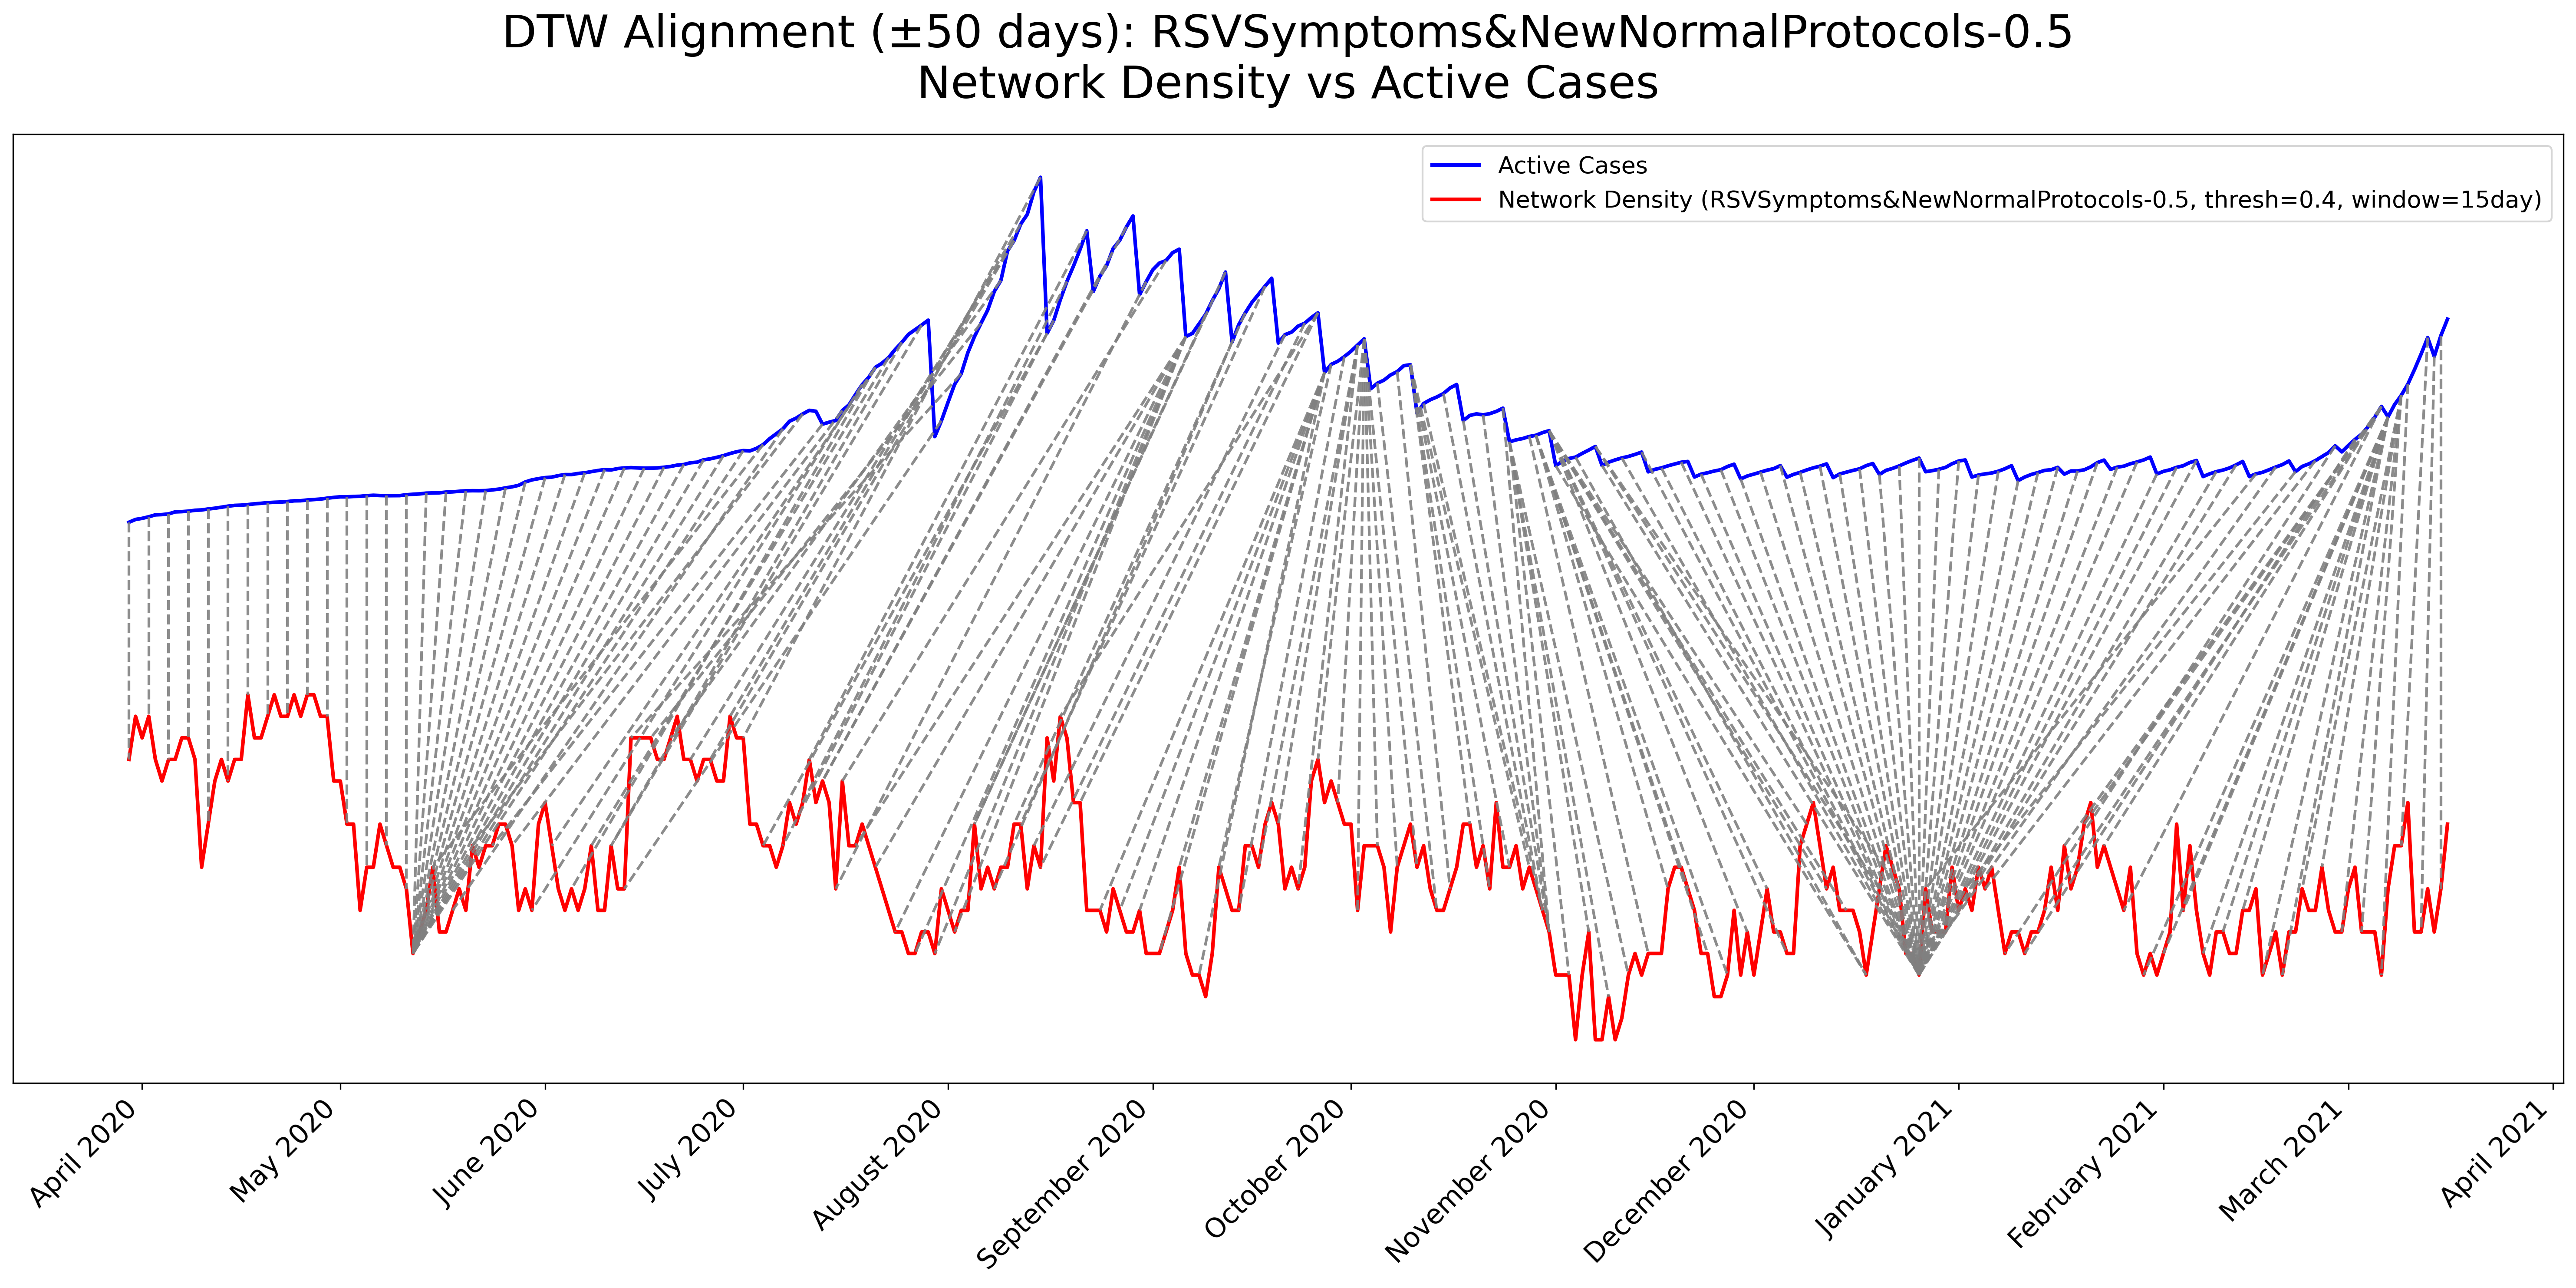 DTW Alignment (±50 days): RSVSymptoms&NewNormalProtocols-0.5
Network Density vs Active Cases
Active Cases
Network Density (RSVSymptoms&NewNormalProtocols-0.5, thresh=0.4, window=15day)
April 2020
May 2020
June 2020
July 2020
August 2020
September 2020
October 2020
November 2020
December 2020
January 2021
February 2021
March 2021
April 2021